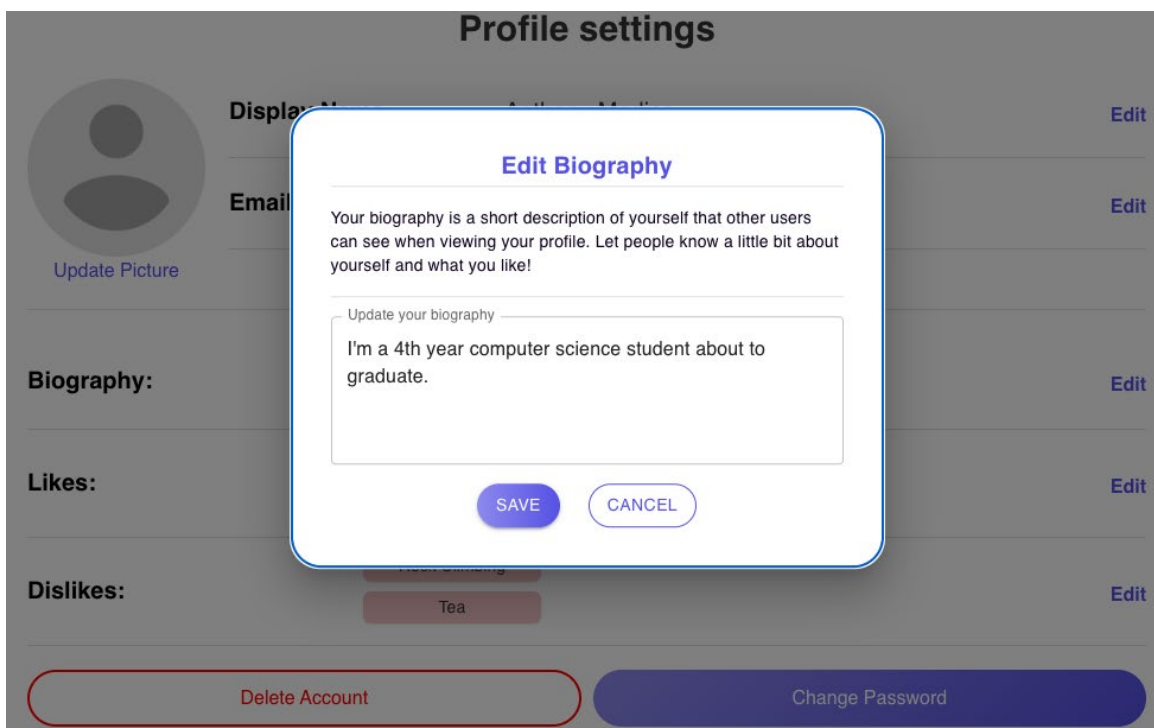 Profile settings
Display
Edit
Edit Biography
Email
Edit
Your biography is a short description of yourself that other users
can see when viewing your profile. Let people know a little bit about
yourself and what you like!
Update Picture
Update your biography
I'm a 4th year computer science student about to
graduate.
Biography:
Edit
Likes:
Edit
SAVE
CANCEL
Dislikes:
Tea
Edit
Delete Account
Change Password